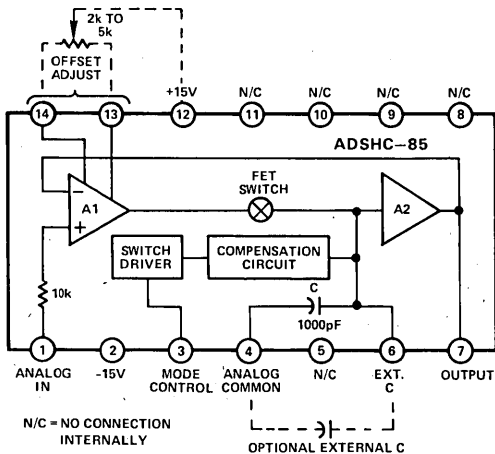 2k TO
5k
OFFSET
ADJUST
+15V
N/C
N/C
N/C
N/C
14
13
12
11
10
9
8
ADSHC-85
FET
SWITCH
−
A1
+
A2
SWITCH
DRIVER
COMPENSATION
CIRCUIT
10k
C
1000pF
1
2
3
4
5
6
7
ANALOG
IN
-15V
MODE
CONTROL
ANALOG
COMMON
N/C
EXT.
C
OUTPUT
N/C = NO CONNECTION
INTERNALLY
OPTIONAL EXTERNAL C